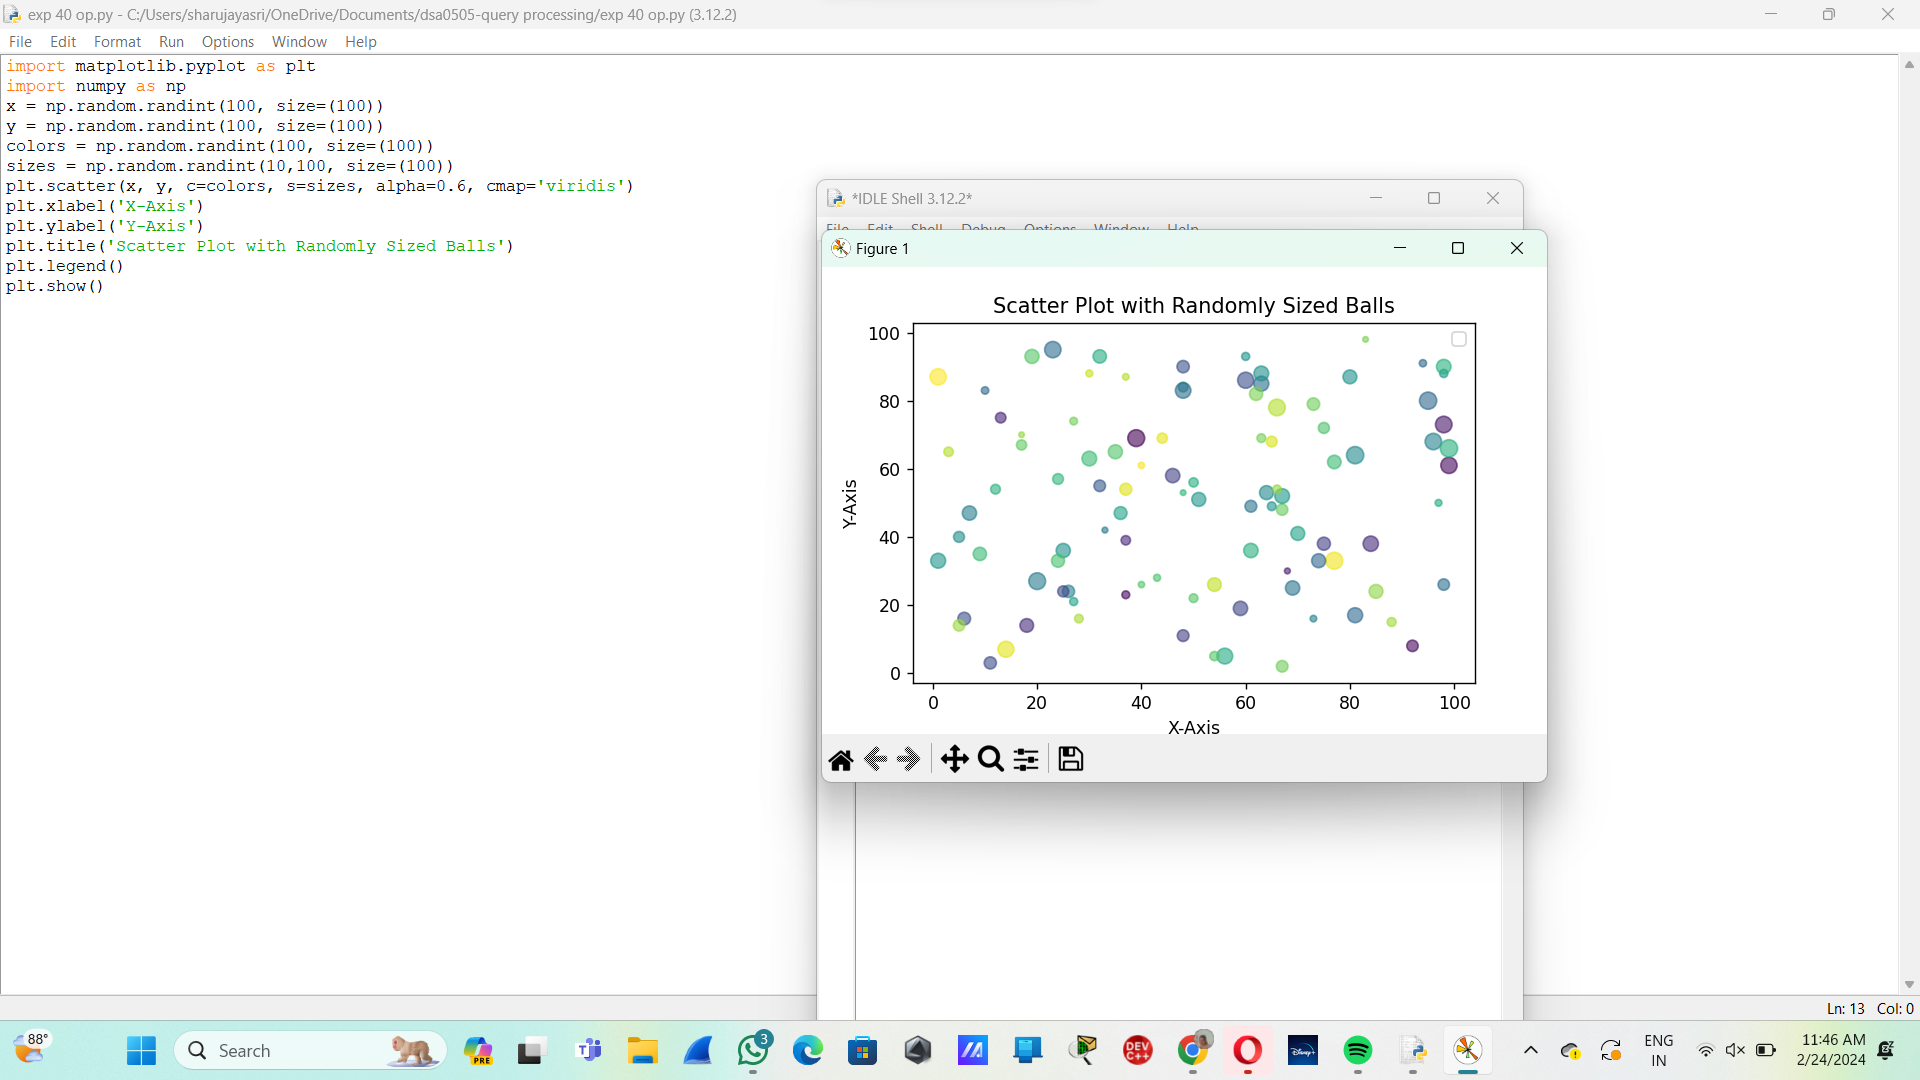 exp 40 op.py - C:/Users/sharujayasri/OneDrive/Documents/dsa0505-query processing/exp 40 op.py (3.12.2)
File Edit Format Run Options Window Help
import matplotlib.pyplot as plt
import numpy as np
x = np.random.randint(100, size=(100))
y = np.random.randint(100, size=(100))
colors = np.random.randint(100, size=(100))
sizes = np.random.randint(10,100, size=(100))
plt.scatter(x, y, c=colors, s=sizes, alpha=0.6, cmap='viridis')
plt.xlabel('X-Axis')
plt.ylabel('Y-Axis')
plt.title('Scatter Plot with Randomly Sized Balls')
plt.legend()
plt.show()
*IDLE Shell 3.12.2*
File Edit Shell Debug Options Window Help
Figure 1
Scatter Plot with Randomly Sized Balls
100
80
60
40
20
0
Y-Axis
0 20 40 60 80 100
X-Axis
Ln: 13 Col: 0
88°
Search
PRE
3
DEV C++
Disney+
ENG
IN
11:46 AM
2/24/2024